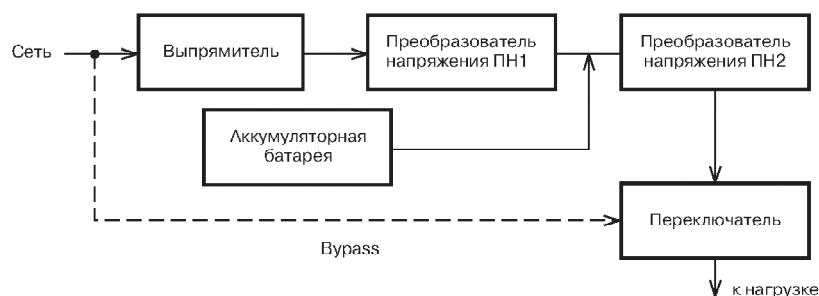 Сеть
Выпрямитель
Преобразователь
напряжения ПН1
Преобразователь
напряжения ПН2
Аккумуляторная
батарея
Переключатель
Bypass
к нагрузке